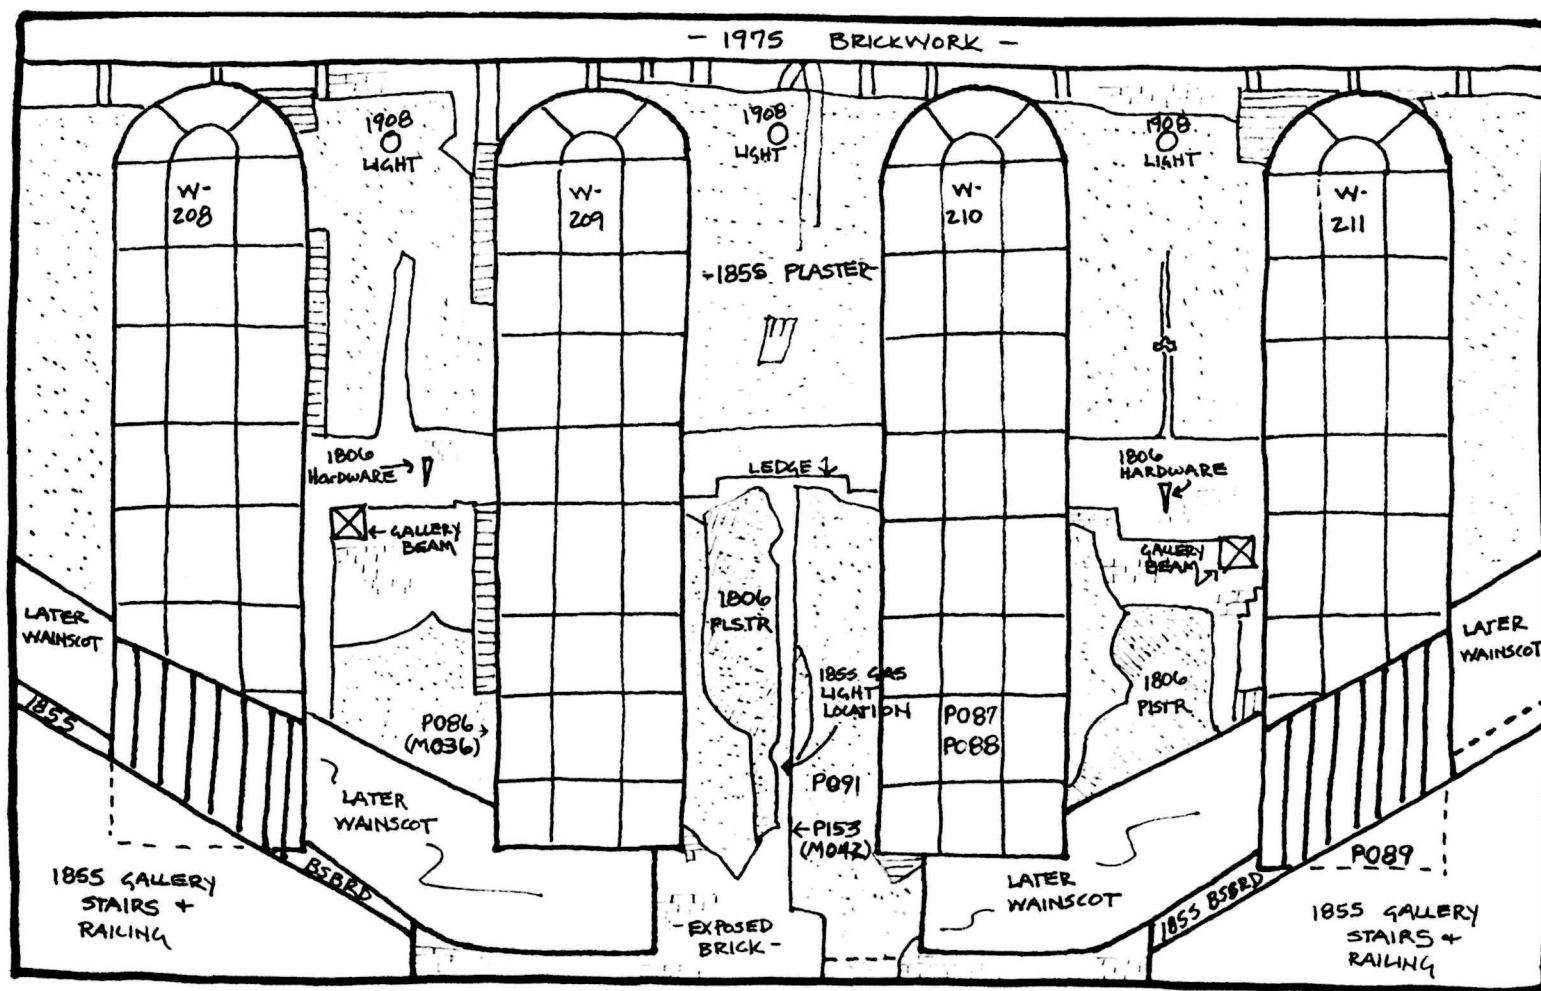 - 1975 BRICKWORK -
1908
LIGHT
1908
LIGHT
1908
LIGHT
W-
208
W-
209
W-
210
W-
211
-1855 PLASTER-
1806
HARDWARE
1806
HARDWARE
LEDGE
GALLERY
BEAM
GALLERY
BEAM
LATER
WAINSCOT
1806
PLSTR
LATER
WAINSCOT
1855 GAS
LIGHT
LOCATION
1806
PLSTR
1855
P086
(M036)
P087
P088
P091
LATER
WAINSCOT
P153
(M042)
P089
BSBRD
1855 GALLERY
STAIRS +
RAILING
LATER
WAINSCOT
1855 BSBRD
-EXPOSED
BRICK-
1855 GALLERY
STAIRS +
RAILING